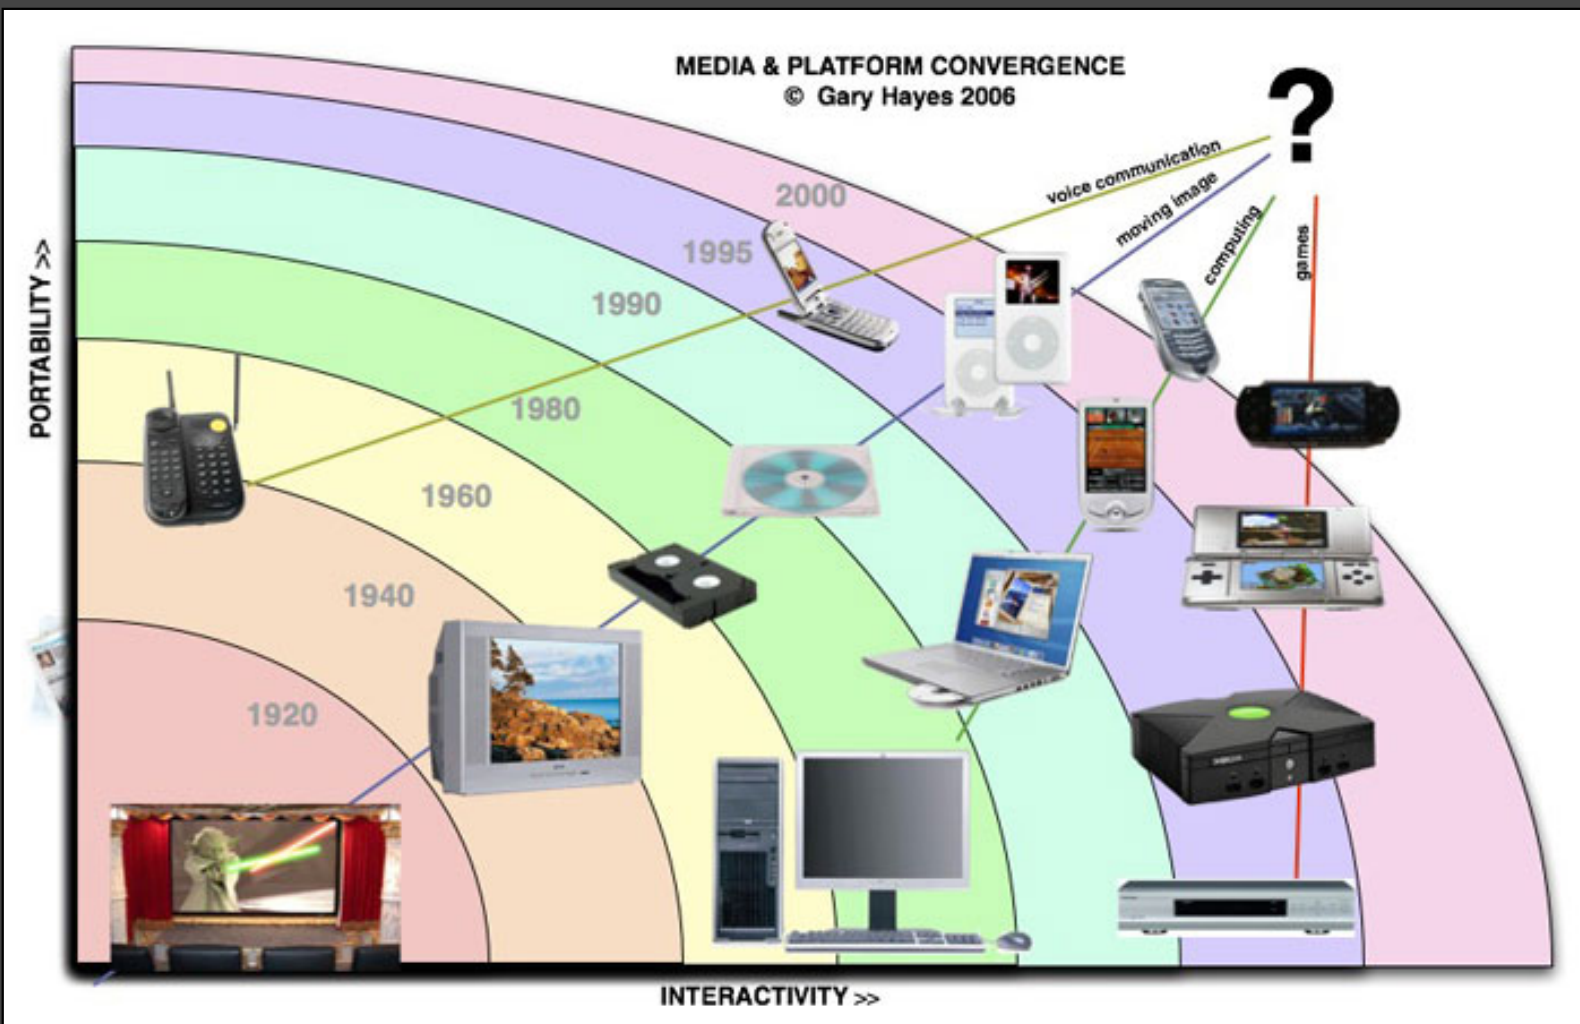 MEDIA & PLATFORM CONVERGENCE
© Gary Hayes 2006
?
voice communication
moving image
computing
games
2000
1995
1990
1980
1960
1940
1920
PORTABILITY >>
INTERACTIVITY >>